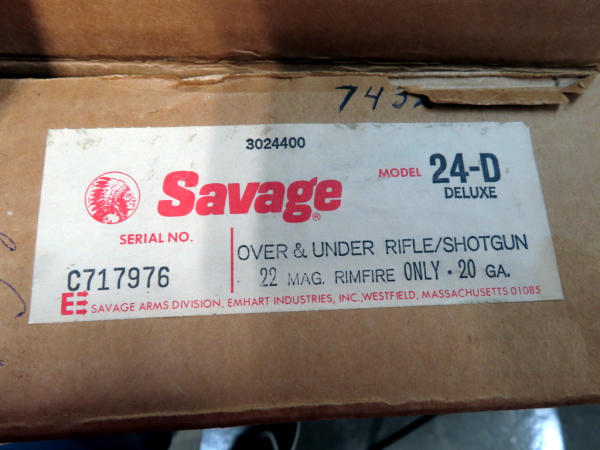 3024400
Savage®
MODEL 24-D
DELUXE
SERIAL NO.
C717976
OVER & UNDER RIFLE/SHOTGUN
22 MAG. RIMFIRE ONLY · 20 GA.
E SAVAGE ARMS DIVISION, EMHART INDUSTRIES, INC., WESTFIELD, MASSACHUSETTS 01085